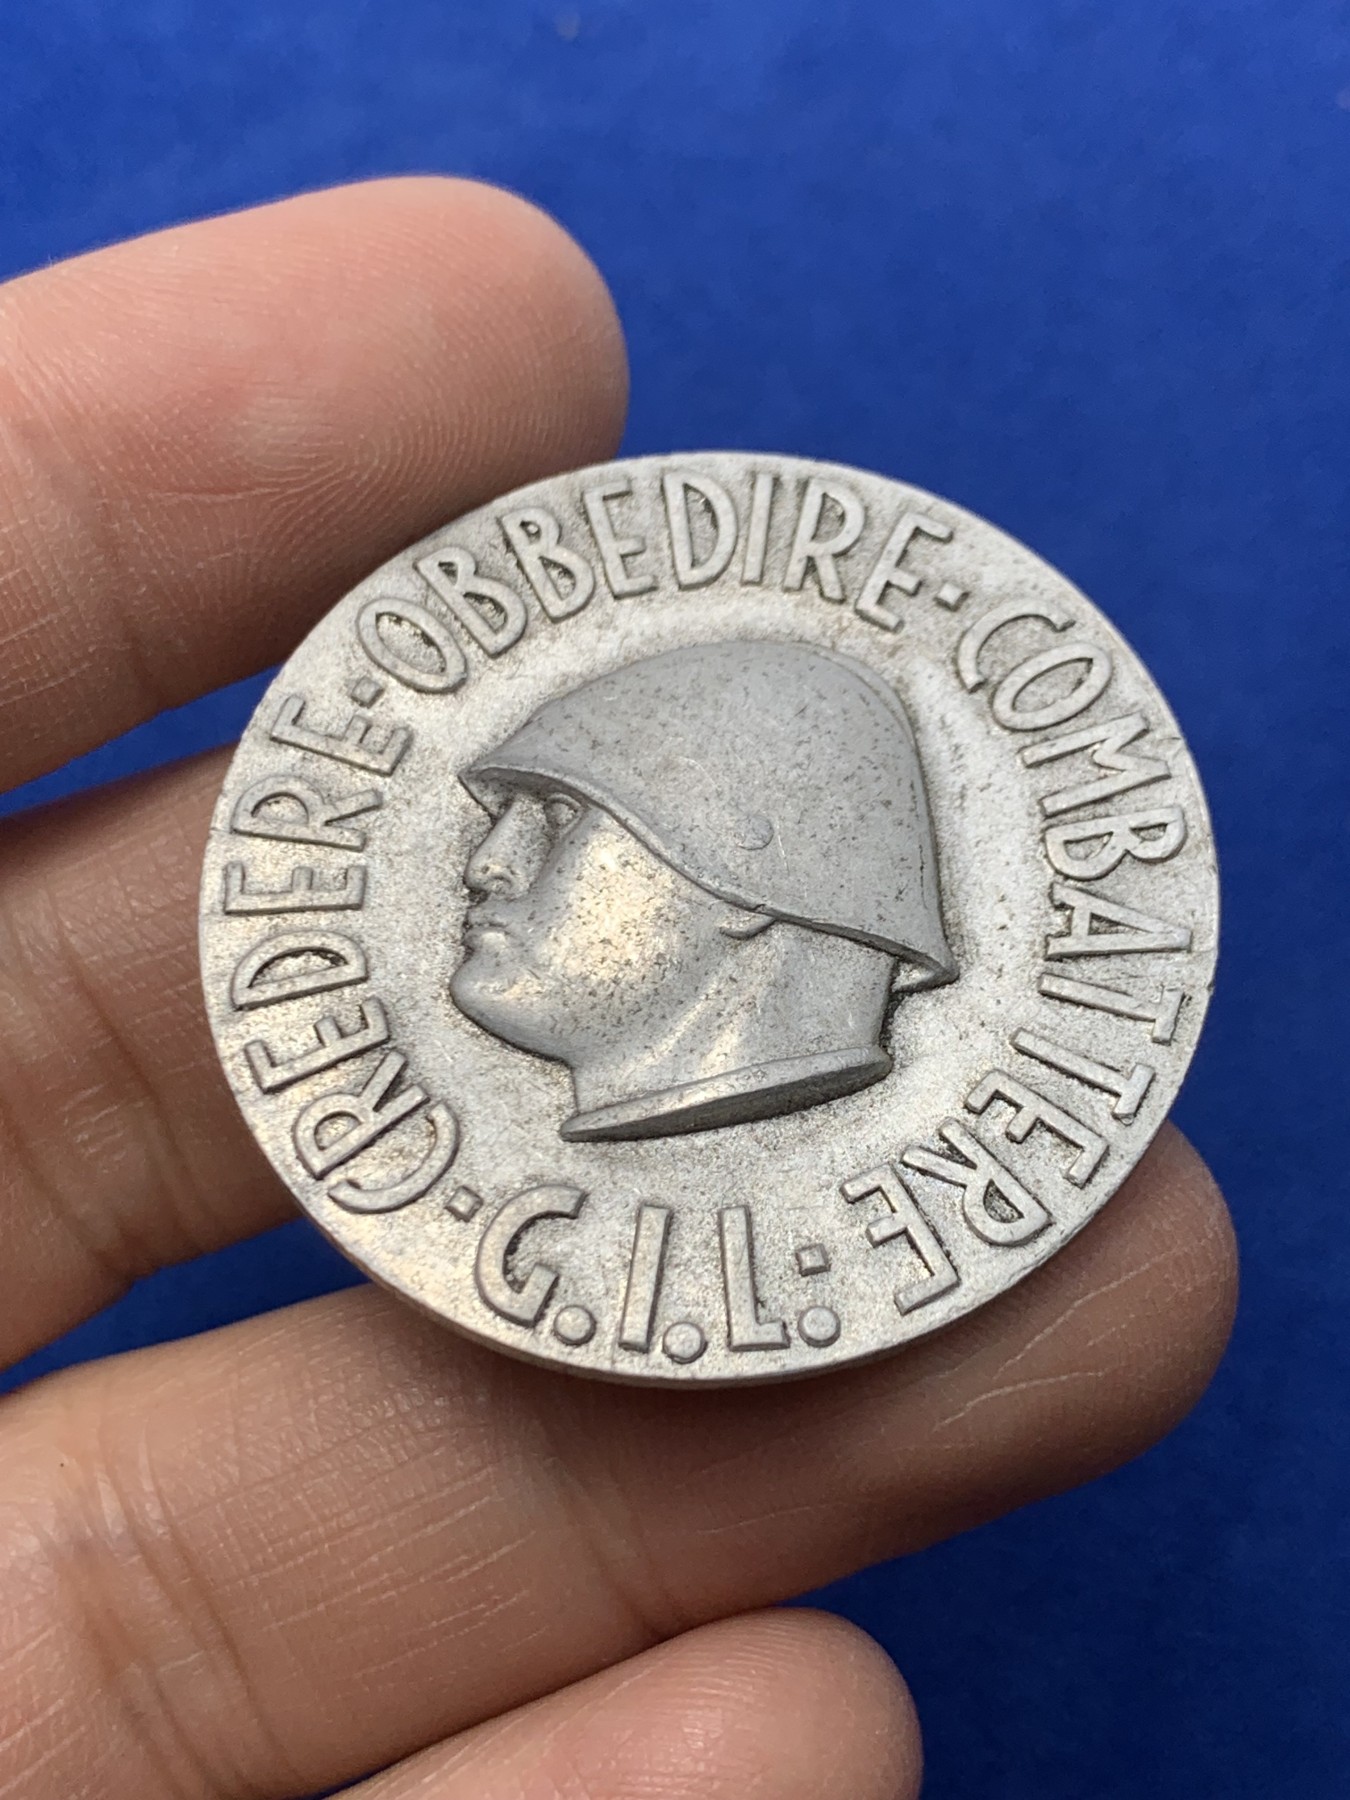 CREDERE · OBBEDIRE · COMBATTERE ·
G.I.L.